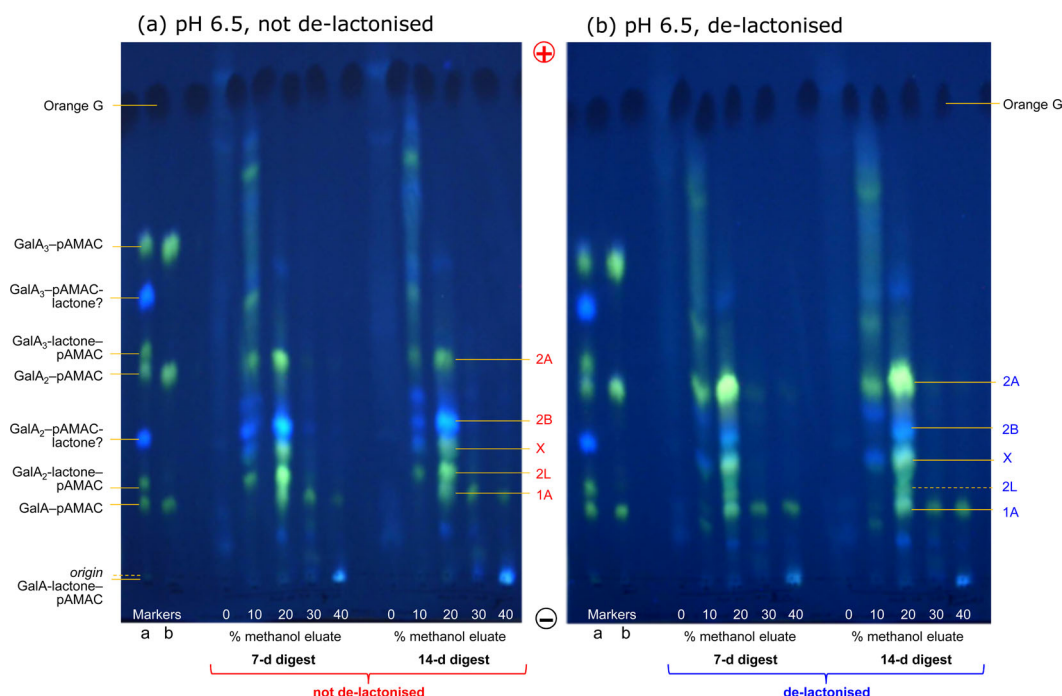 (a) pH 6.5, not de-lactonised
(b) pH 6.5, de-lactonised
+
Orange G
Orange G
GalA₃–pAMAC
GalA₃–pAMAC-
lactone?
GalA₃-lactone–
pAMAC
GalA₂–pAMAC
GalA₂–pAMAC-
lactone?
GalA₂-lactone–
pAMAC
GalA–pAMAC
origin
GalA-lactone–
pAMAC
2A
2B
X
2L
1A
2A
2B
X
2L
1A
Markers 0 10 20 30 40 0 10 20 30 40
a b % methanol eluate % methanol eluate
7-d digest 14-d digest
not de-lactonised
−
Markers 0 10 20 30 40 0 10 20 30 40
a b % methanol eluate % methanol eluate
7-d digest 14-d digest
de-lactonised